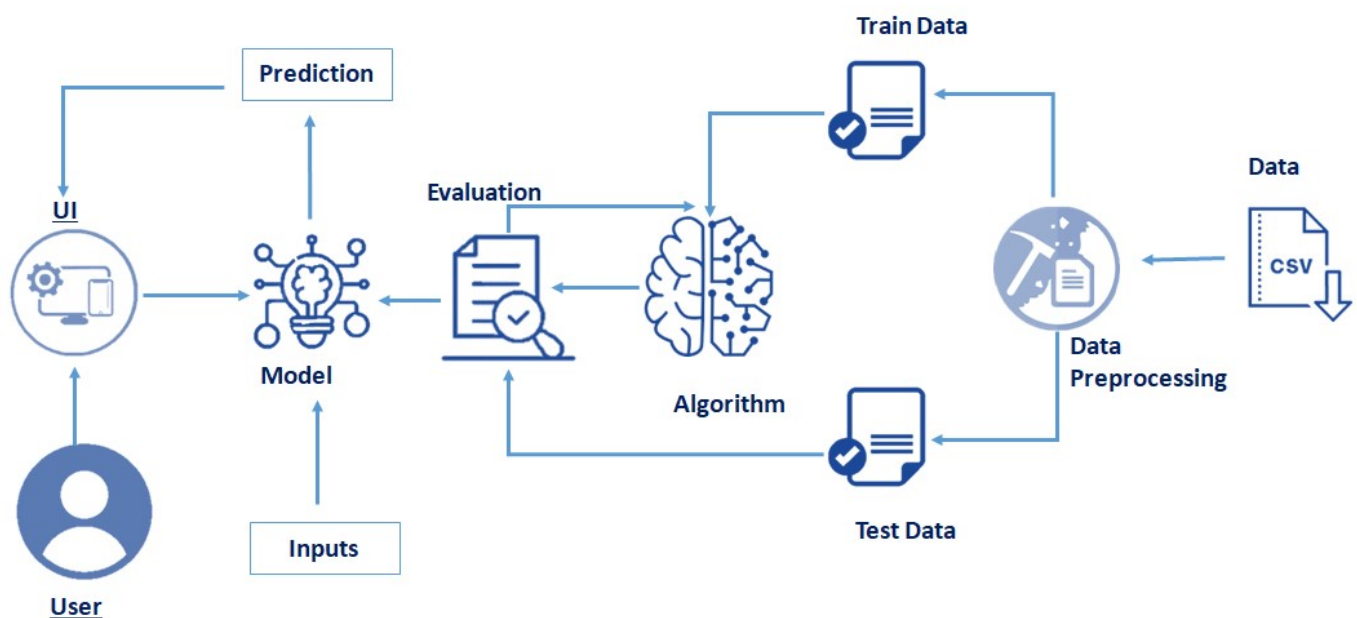 Train Data
Prediction
Data
Evaluation
UI
CSV
Data
Preprocessing
Model
Algorithm
Test Data
Inputs
User